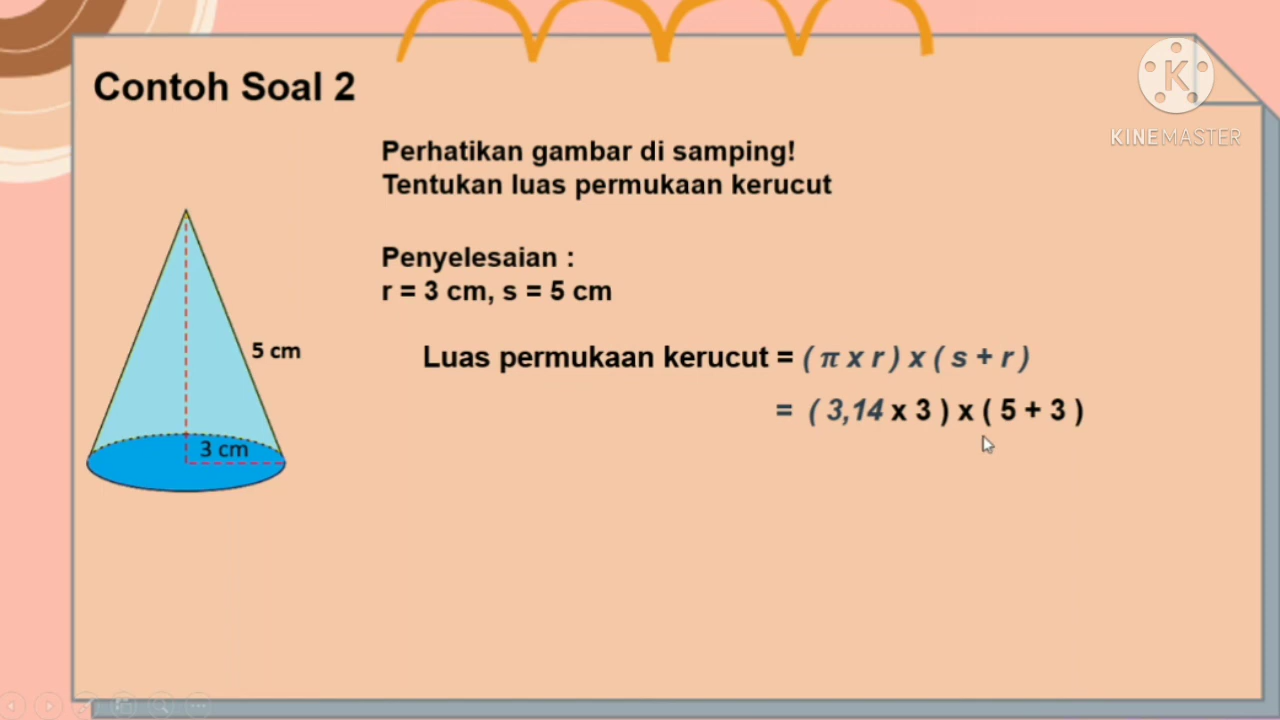 Contoh Soal 2
K
KINEMASTER
Perhatikan gambar di samping!
Tentukan luas permukaan kerucut
Penyelesaian :
r = 3 cm, s = 5 cm
5 cm
3 cm
Luas permukaan kerucut = ( π x r ) x ( s + r )
= ( 3,14 x 3 ) x ( 5 + 3 )